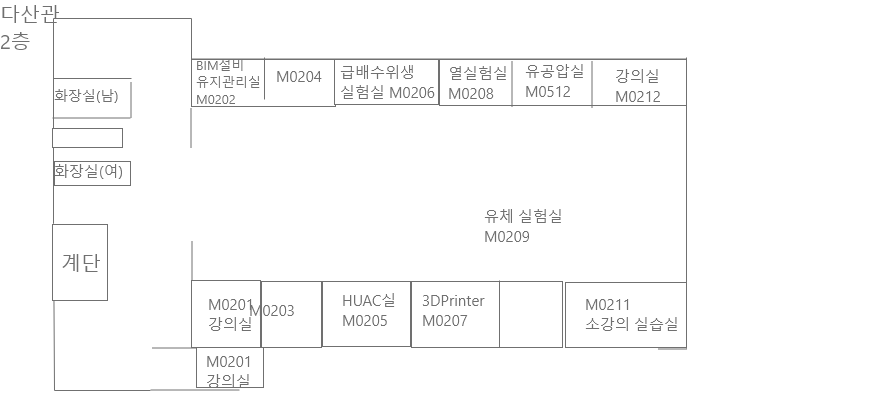 다산관
2층
BIM설비
유지관리실
M0202
M0204
급배수위생
실험실 M0206
열실험실
M0208
유공압실
M0512
강의실
M0212
화장실(남)
화장실(여)
유체 실험실
M0209
계단
M0201
강의실
M0203
HUAC실
M0205
3DPrinter
M0207
M0211
소강의 실습실
M0201
강의실